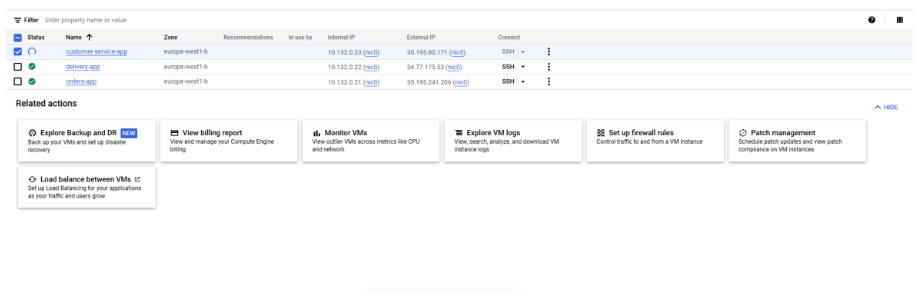 Filter Enter property name or value
Status Name Zone Recommendations In use by Internal IP External IP Connect
customer-service-app europe-west1-b 10.132.0.23 (nic0) 35.195.80.171 (nic0) SSH
delivery-app europe-west1-b 10.132.0.22 (nic0) 34.77.175.53 (nic0) SSH
orders-app europe-west1-b 10.132.0.21 (nic0) 35.195.241.206 (nic0) SSH
Related actions
HIDE
Explore Backup and DR NEW
Back up your VMs and set up disaster
recovery
View billing report
View and manage your Compute Engine
billing
Monitor VMs
View outlier VMs across metrics like CPU
and network
Explore VM logs
View, search, analyze, and download VM
instance logs
Set up firewall rules
Control traffic to and from a VM instance
Patch management
Schedule patch updates and view patch
compliance on VM instances
Load balance between VMs
Set up Load Balancing for your applications
as your traffic and users grow